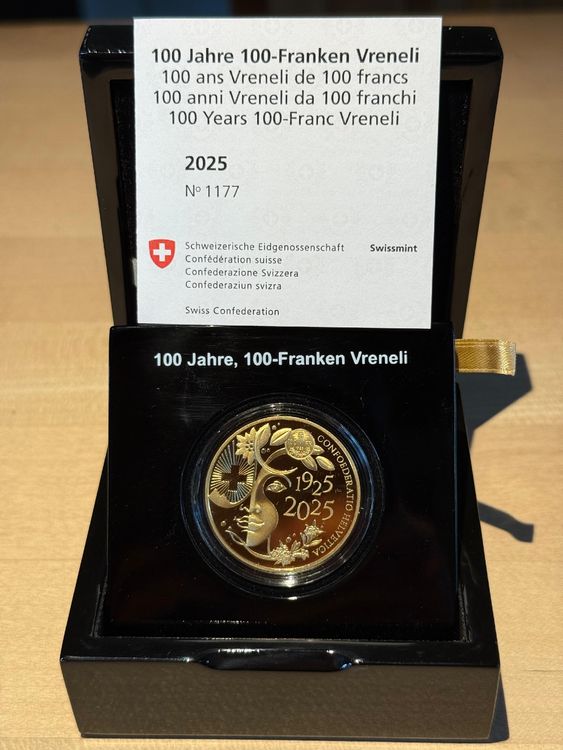 100 Jahre 100-Franken Vreneli
100 ans Vreneli de 100 francs
100 anni Vreneli da 100 franchi
100 Years 100-Franc Vreneli
2025
Nº 1177
Schweizerische Eidgenossenschaft
Confédération suisse
Confederazione Svizzera
Confederaziun svizra
Swiss Confederation
Swissmint
100 Jahre, 100-Franken Vreneli
1925
2025
CONFOEDERATIO HELVETICA